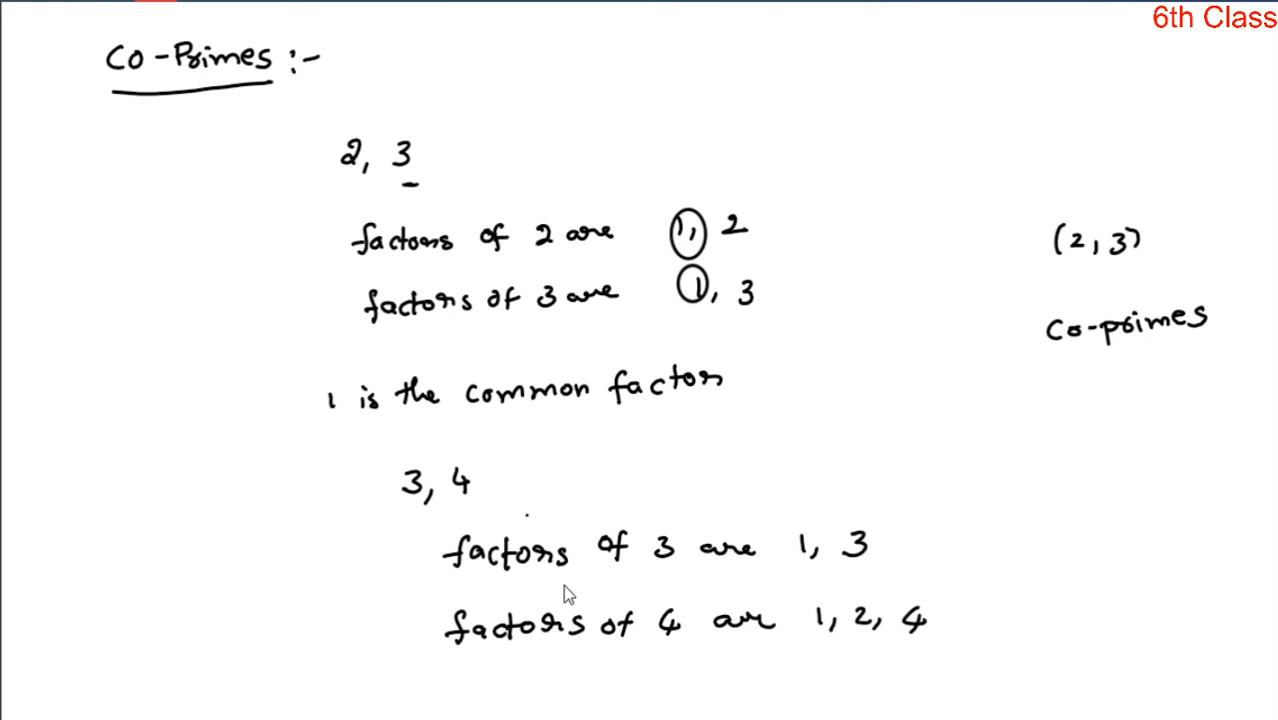 6th Class
Co-Primes :-
2, 3
factors of 2 are 1, 2
factors of 3 are 1, 3
(2, 3)
Co-primes
1 is the common factor
3, 4
factors of 3 are 1, 3
factors of 4 are 1, 2, 4